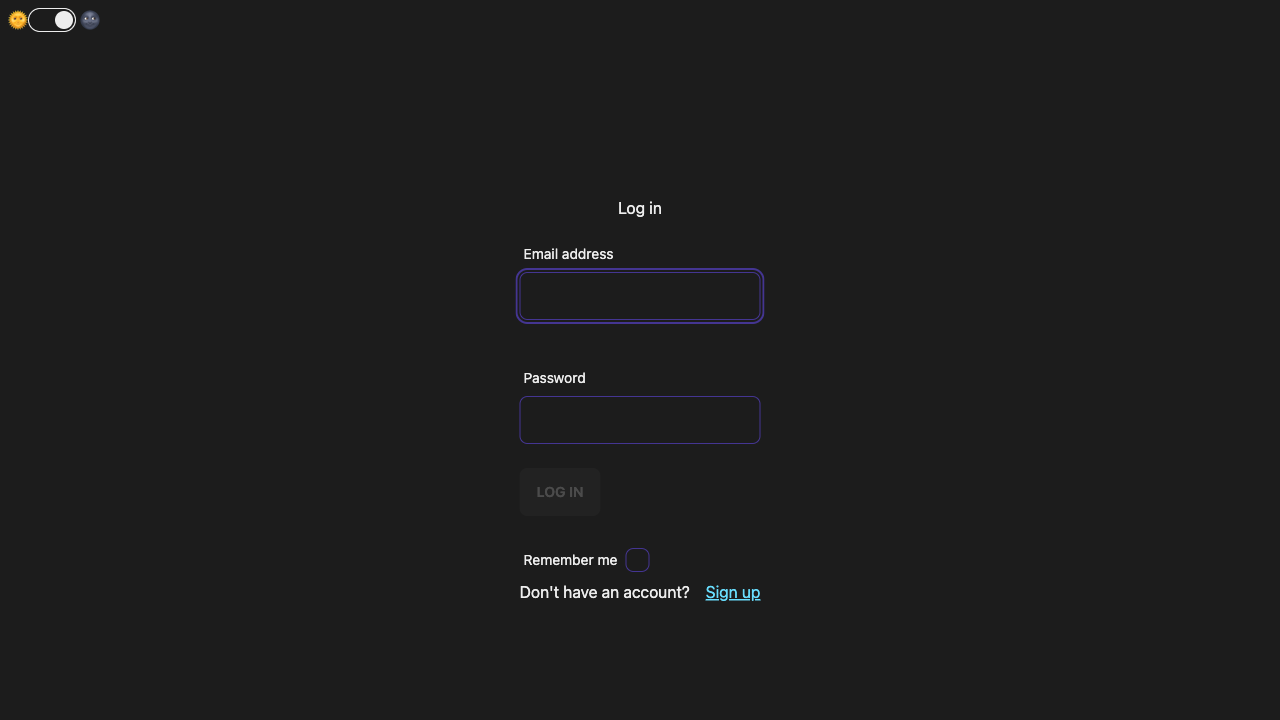 Log in
Email address
Password
LOG IN
Remember me
Don't have an account? Sign up